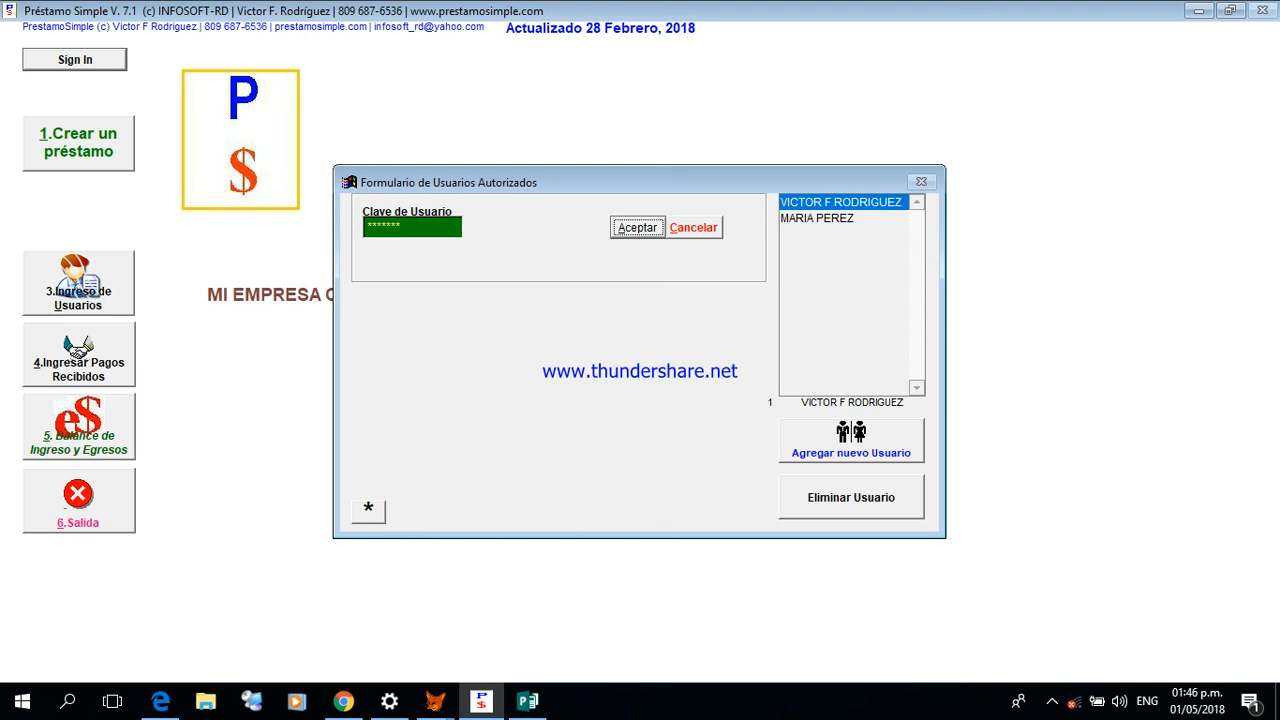 Préstamo Simple V. 7.1 (c) INFOSOFT-RD | Victor F. Rodríguez | 809 687-6536 | www.prestamosimple.com
PrestamoSimple (c) Victor F Rodriguez | 809 687-6536 | prestamosimple.com | infosoft_rd@yahoo.com
Actualizado 28 Febrero, 2018
Sign In
P
$
1.Crear un
préstamo
Formulario de Usuarios Autorizados
Clave de Usuario
*******
Aceptar
Cancelar
VICTOR F RODRIGUEZ
MARIA PEREZ
3.Ingreso de
Usuarios
MI EMPRESA
4.Ingresar Pagos
Recibidos
www.thundershare.net
1 VICTOR F RODRIGUEZ
e$
5. Balance de
Ingreso y Egresos
Agregar nuevo Usuario
Eliminar Usuario
*
6.Salida
P
$
ENG
01:46 p.m.
01/05/2018
1